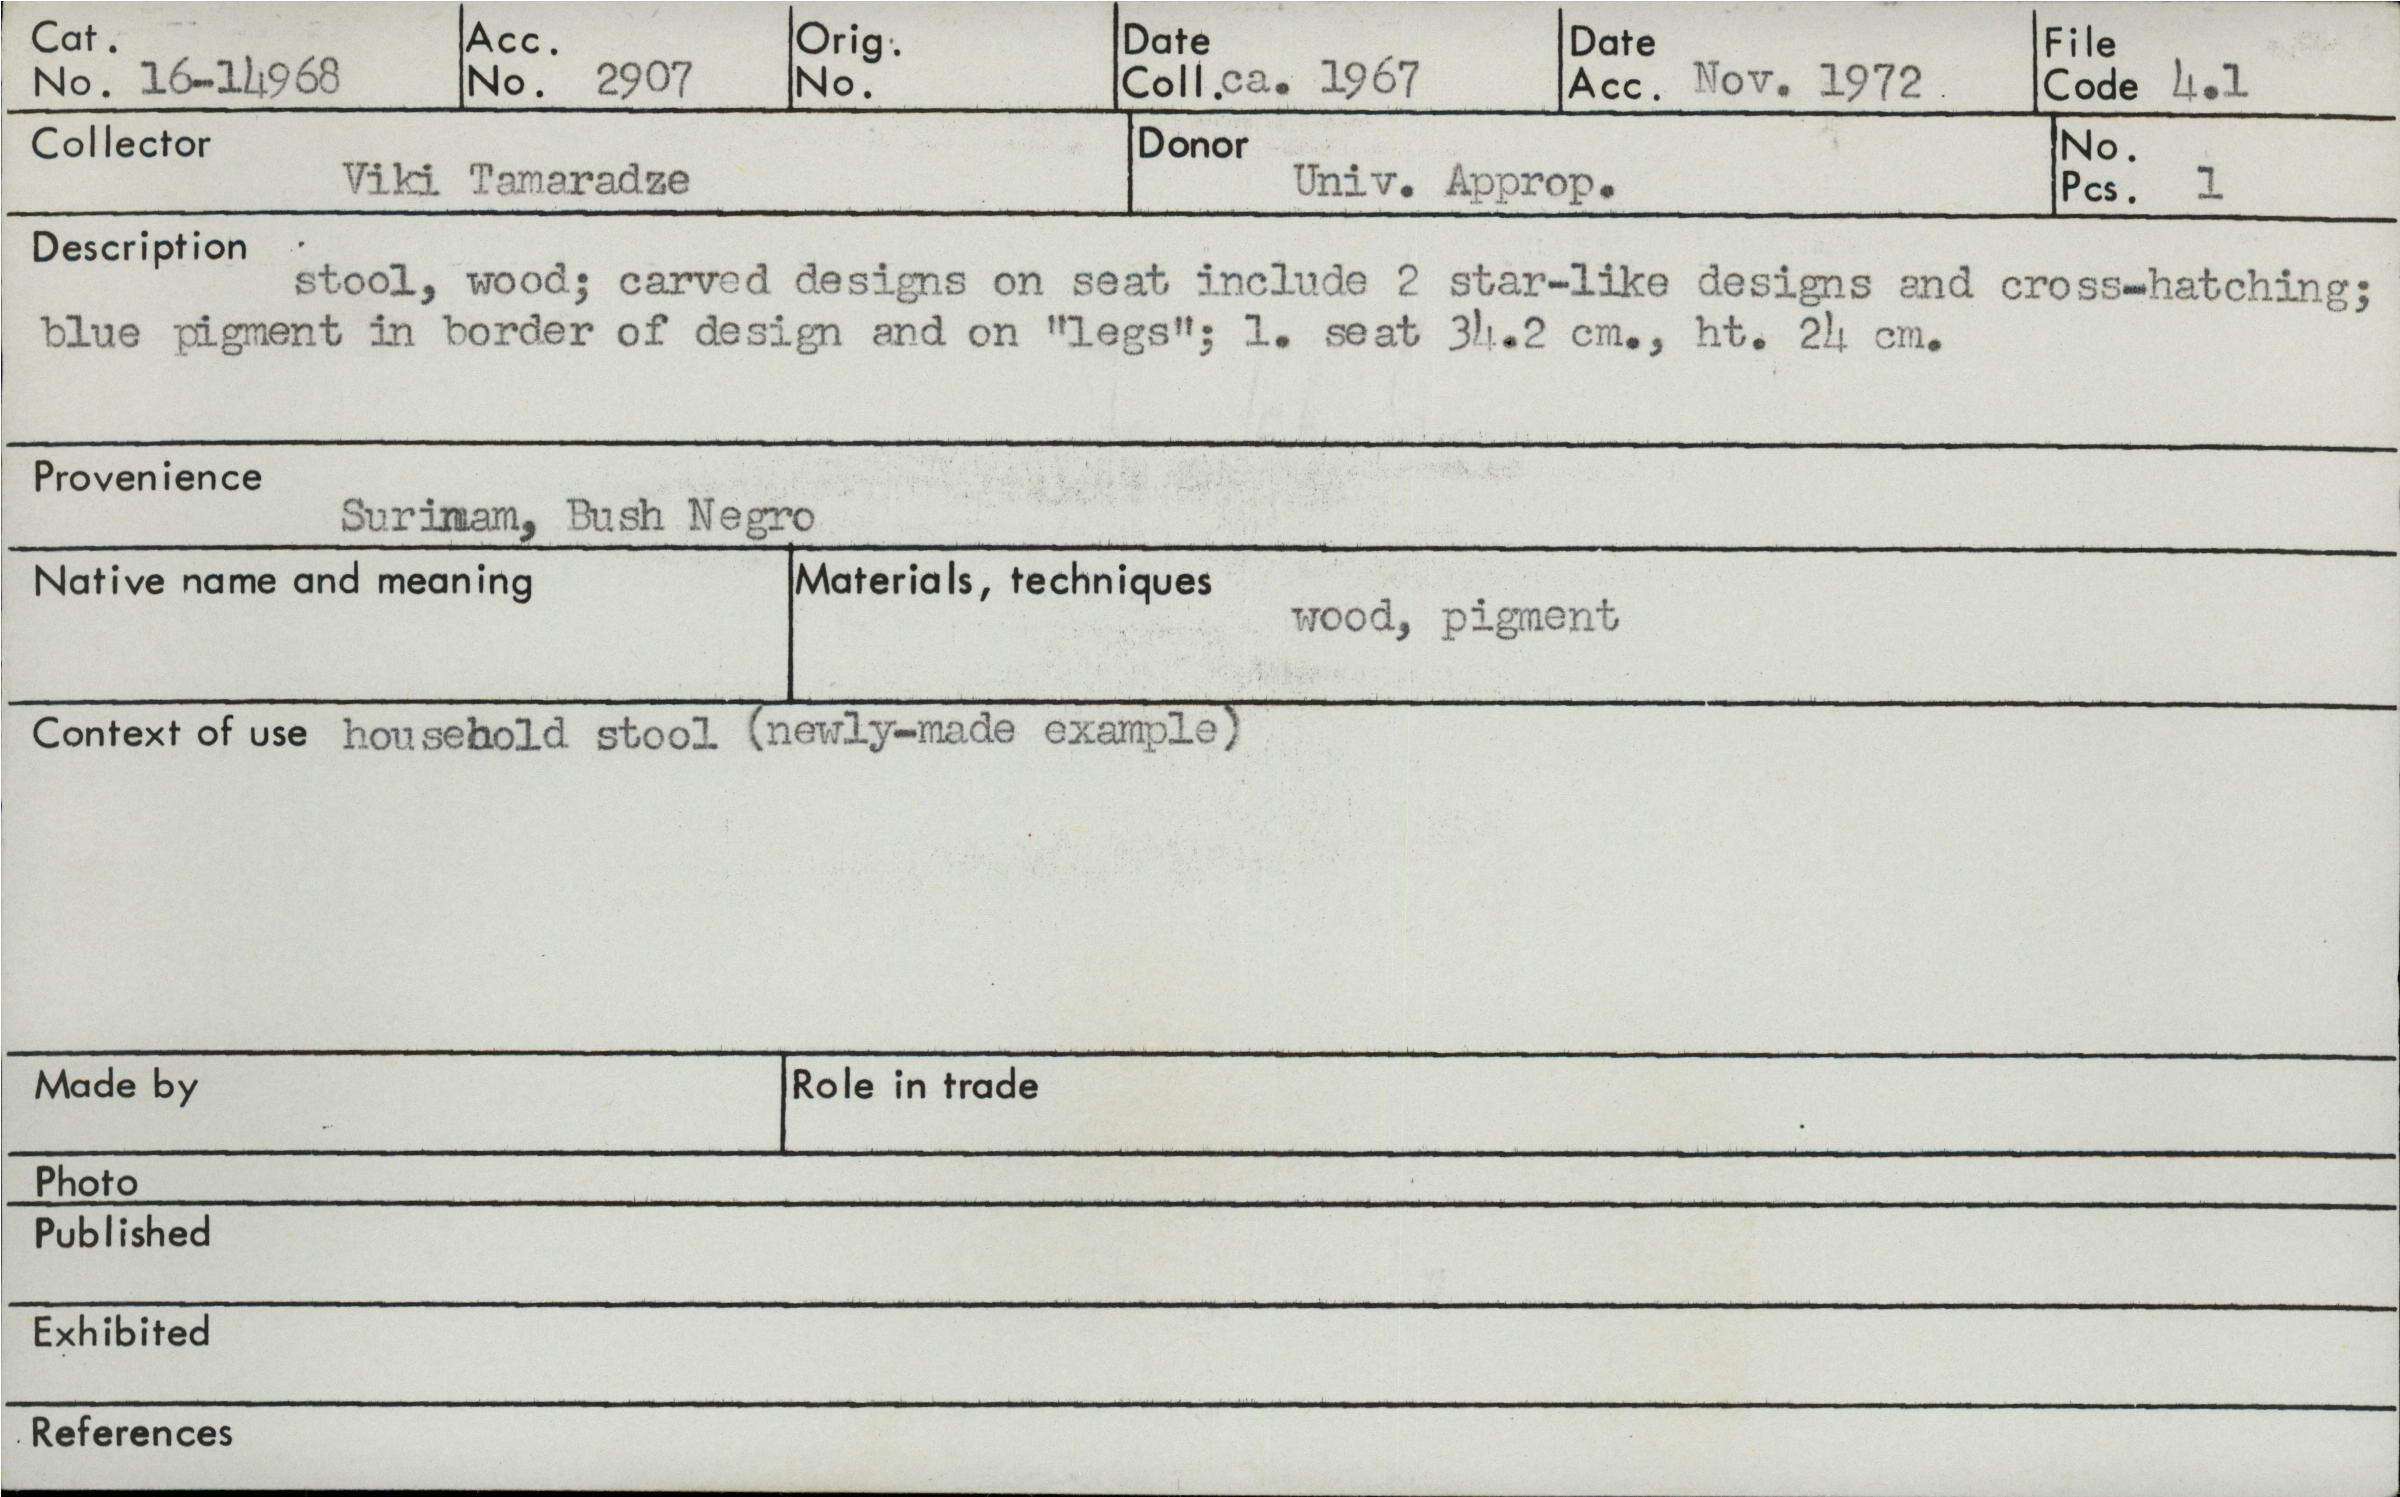 Cat. No. 16-14968 Acc. No. 2907 Orig. No. Date Coll. ca. 1967 Date Acc. Nov. 1972 File Code 4.1
Collector Viki Tamaradze Donor Univ. Approp. No. Pcs. 1
Description stool, wood; carved designs on seat include 2 star-like designs and cross-hatching;
blue pigment in border of design and on "legs"; l. seat 34.2 cm., ht. 24 cm.
Provenience
Surinam, Bush Negro
Native name and meaning Materials, techniques
wood, pigment
Context of use household stool (newly-made example)
Made by Role in trade
Photo
Published
Exhibited
References